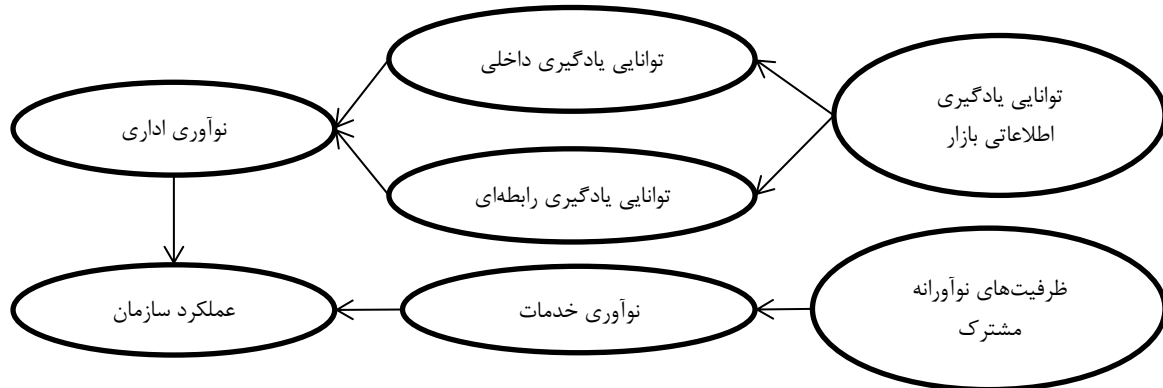 توانایی یادگیری داخلی
توانایی یادگیری
اطلاعاتی بازار
نوآوری اداری
توانایی یادگیری رابطه‌ای
ظرفیت‌های نوآورانه
مشترک
نوآوری خدمات
عملکرد سازمان